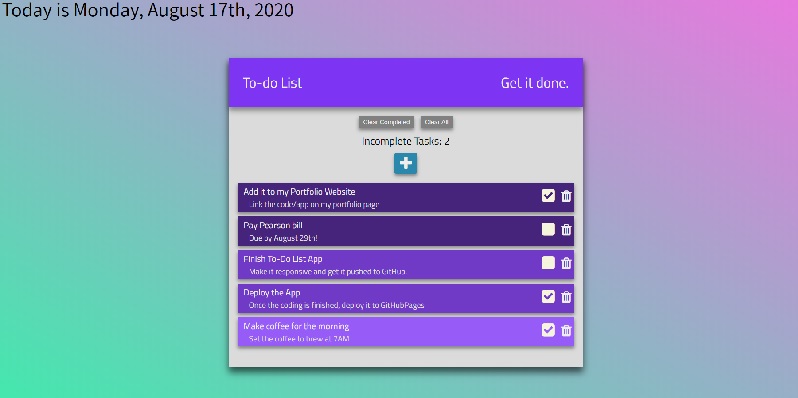 Today is Monday, August 17th, 2020
To-do List
Get it done.
Clear Completed
Clear All
Incomplete Tasks: 2
Add it to my Portfolio Website
Link the code/app on my portfolio page
Pay Pearson bill
Due by August 29th!
Finish To-Do List App
Make it responsive and get it pushed to GitHub
Deploy the App
Once the coding is finished, deploy it to GitHubPages
Make coffee for the morning
Set the coffee to brew at 7AM